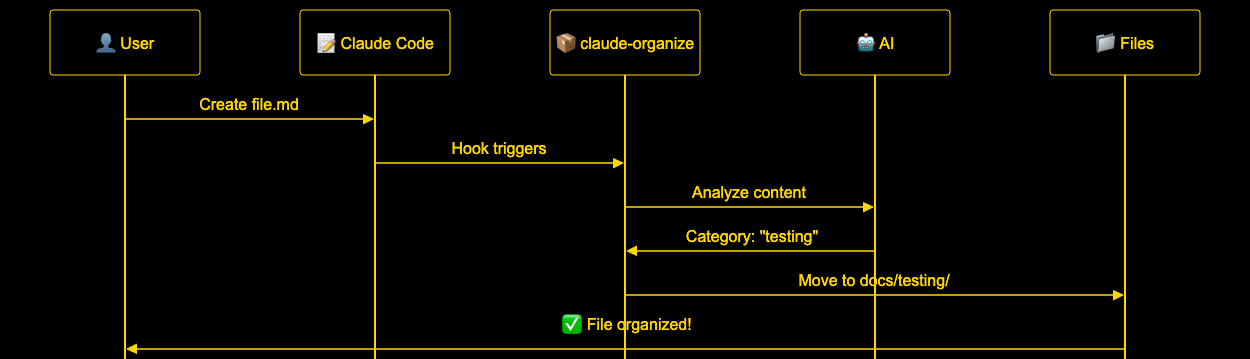 👤 User
📝 Claude Code
📦 claude-organize
🤖 AI
📁 Files
Create file.md
Hook triggers
Analyze content
Category: "testing"
Move to docs/testing/
✅ File organized!